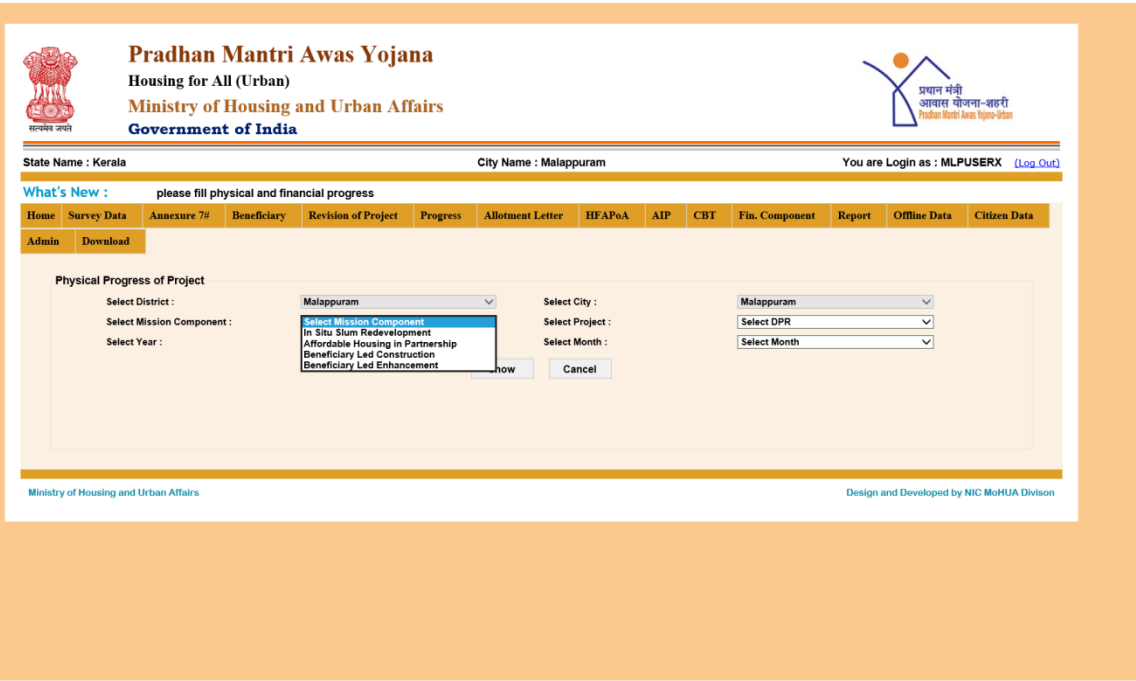 Pradhan Mantri Awas Yojana
Housing for All (Urban)
Ministry of Housing and Urban Affairs
Government of India
सत्यमेव जयते
प्रधान मंत्री
आवास योजना-शहरी
Pradhan Mantri Awas Yojana-Urban
State Name : Kerala City Name : Malappuram You are Login as : MLPUSERX (Log Out)
What's New : please fill physical and financial progress
Home Survey Data Annexure 7# Beneficiary Revision of Project Progress Allotment Letter HFAPoA AIP CBT Fin. Component Report Offline Data Citizen Data
Admin Download
Physical Progress of Project
Select District : Malappuram Select City : Malappuram
Select Mission Component : Select Mission Component Select Project : Select DPR
In Situ Slum Redevelopment
Select Year : Affordable Housing in Partnership Select Month : Select Month
Beneficiary Led Construction
Beneficiary Led Enhancement
Cancel
Ministry of Housing and Urban Affairs Design and Developed by NIC MoHUA Divison